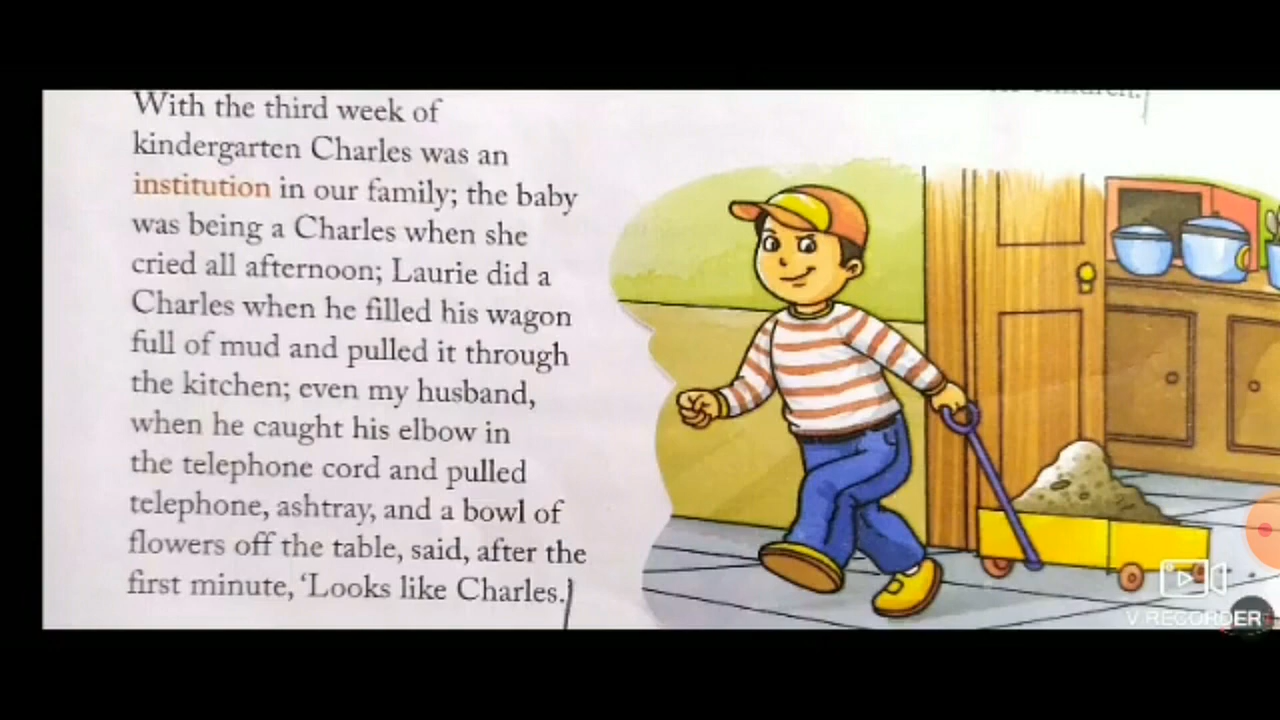 children.
With the third week of
kindergarten Charles was an
institution in our family; the baby
was being a Charles when she
cried all afternoon; Laurie did a
Charles when he filled his wagon
full of mud and pulled it through
the kitchen; even my husband,
when he caught his elbow in
the telephone cord and pulled
telephone, ashtray, and a bowl of
flowers off the table, said, after the
first minute, ‘Looks like Charles.
V RECORDER